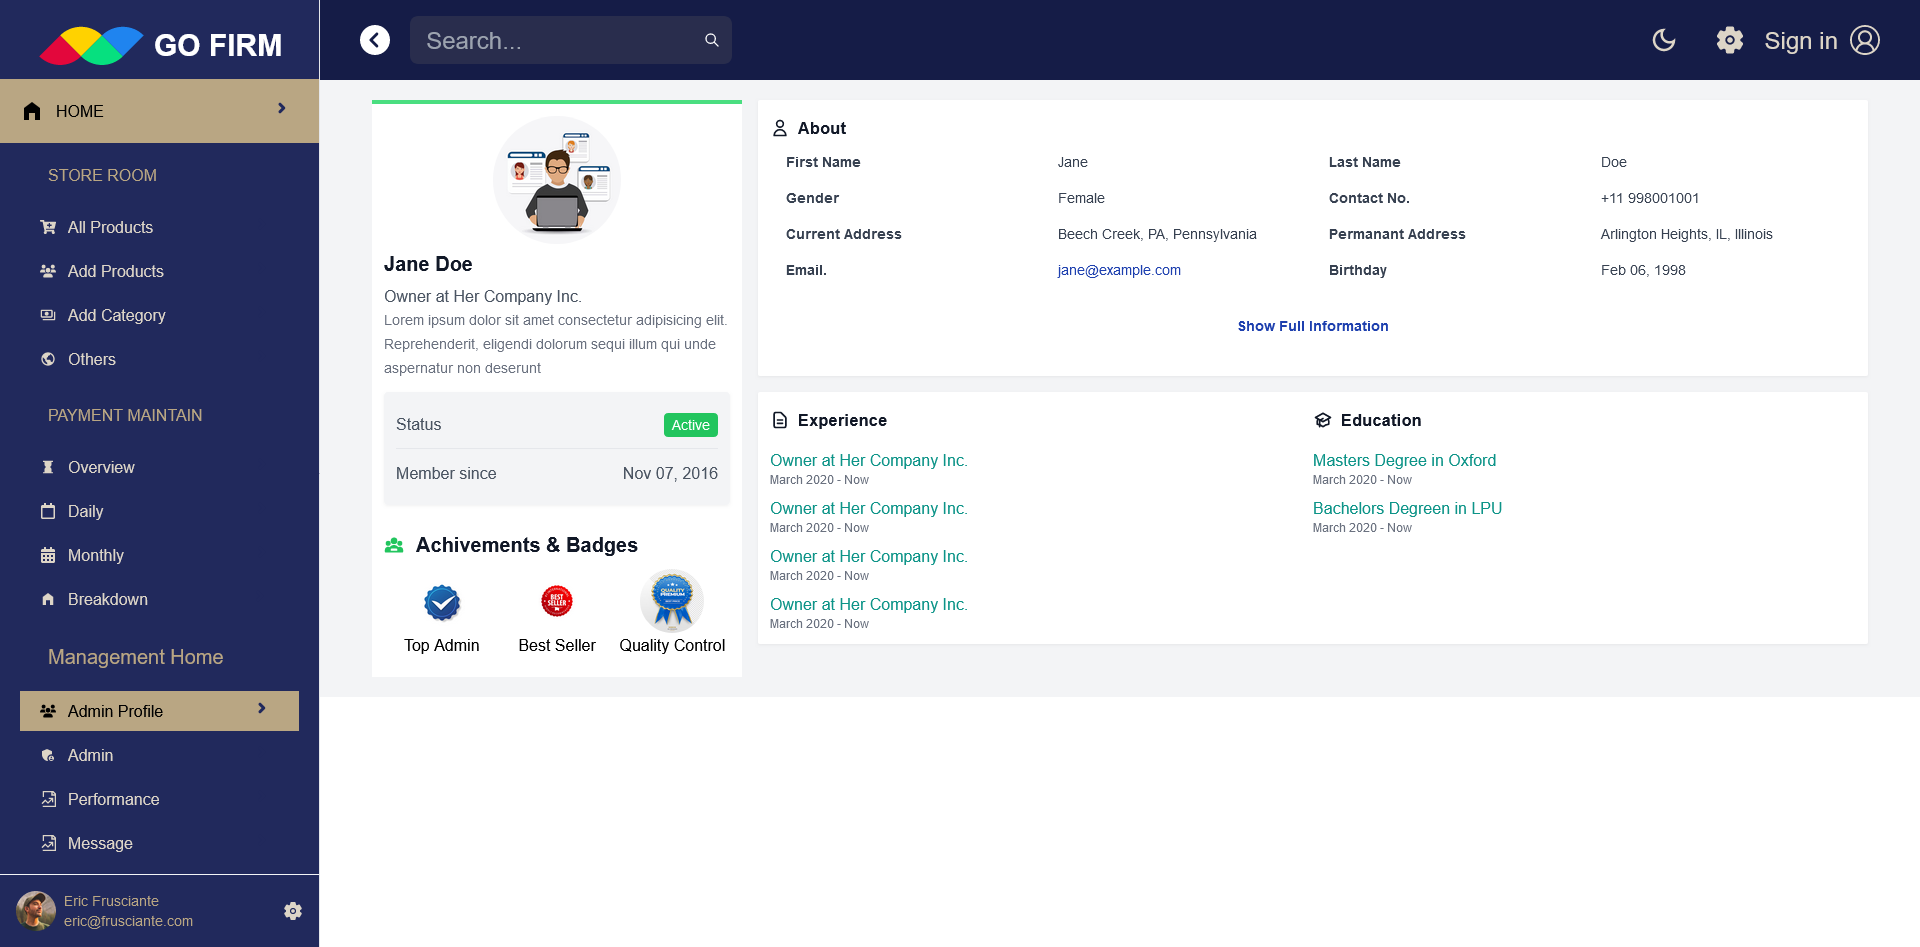 GO FIRM
HOME
STORE ROOM
All Products
Add Products
Add Category
Others
PAYMENT MAINTAIN
Overview
Daily
Monthly
Breakdown
Management Home
Admin Profile
Admin
Performance
Message
Eric Frusciante
eric@frusciante.com
Search...
Sign in
Jane Doe
Owner at Her Company Inc.
Lorem ipsum dolor sit amet consectetur adipisicing elit.
Reprehenderit, eligendi dolorum sequi illum qui unde
aspernatur non deserunt
Status Active
Member since Nov 07, 2016
Achivements & Badges
BEST
SELLER
QUALITY
PREMIUM
Top Admin Best Seller Quality Control
About
First Name Jane Last Name Doe
Gender Female Contact No. +11 998001001
Current Address Beech Creek, PA, Pennsylvania Permanant Address Arlington Heights, IL, Illinois
Email. jane@example.com Birthday Feb 06, 1998
Show Full Information
Experience
Owner at Her Company Inc.
March 2020 - Now
Owner at Her Company Inc.
March 2020 - Now
Owner at Her Company Inc.
March 2020 - Now
Owner at Her Company Inc.
March 2020 - Now
Education
Masters Degree in Oxford
March 2020 - Now
Bachelors Degreen in LPU
March 2020 - Now